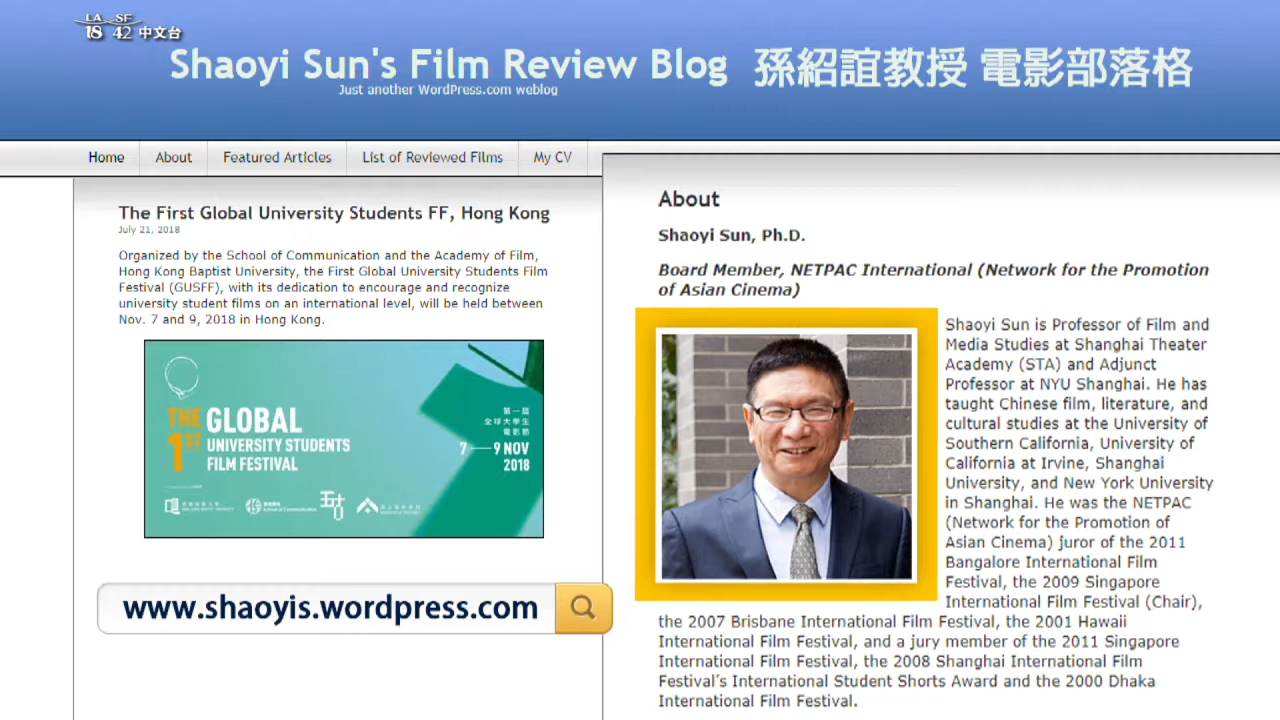 LA SF
18 42 中文台
Shaoyi Sun's Film Review Blog 孫紹誼教授 電影部落格
Just another WordPress.com weblog
Home About Featured Articles List of Reviewed Films My CV
The First Global University Students FF, Hong Kong
July 21, 2018
Organized by the School of Communication and the Academy of Film,
Hong Kong Baptist University, the First Global University Students Film
Festival (GUSFF), with its dedication to encourage and recognize
university student films on an international level, will be held between
Nov. 7 and 9, 2018 in Hong Kong.
THE 1ST
GLOBAL
UNIVERSITY STUDENTS
FILM FESTIVAL
第一屆
全球大學生
電影節
7 — 9 NOV
2018
www.shaoyis.wordpress.com
About
Shaoyi Sun, Ph.D.
Board Member, NETPAC International (Network for the Promotion
of Asian Cinema)
Shaoyi Sun is Professor of Film and
Media Studies at Shanghai Theater
Academy (STA) and Adjunct
Professor at NYU Shanghai. He has
taught Chinese film, literature, and
cultural studies at the University of
Southern California, University of
California at Irvine, Shanghai
University, and New York University
in Shanghai. He was the NETPAC
(Network for the Promotion of
Asian Cinema) juror of the 2011
Bangalore International Film
Festival, the 2009 Singapore
International Film Festival (Chair),
the 2007 Brisbane International Film Festival, the 2001 Hawaii
International Film Festival, and a jury member of the 2011 Singapore
International Film Festival, the 2008 Shanghai International Film
Festival's International Student Shorts Award and the 2000 Dhaka
International Film Festival.